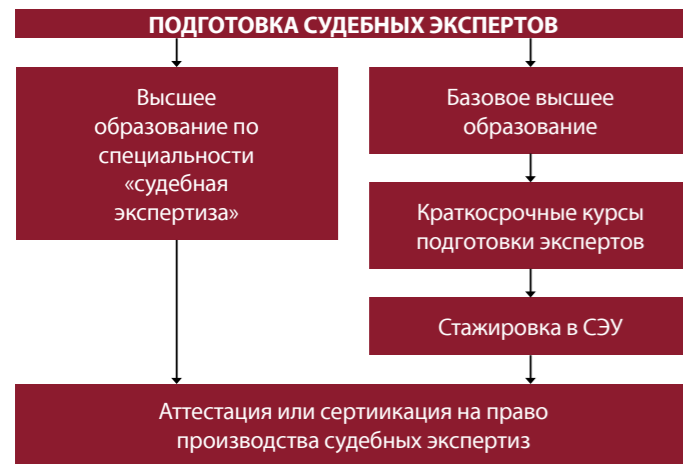 ПОДГОТОВКА СУДЕБНЫХ ЭКСПЕРТОВ
Высшее
образование по
специальности
«судебная
экспертиза»
Базовое высшее
образование
Краткосрочные курсы
подготовки экспертов
Стажировка в СЭУ
Аттестация или сертиикация на право
производства судебных экспертиз